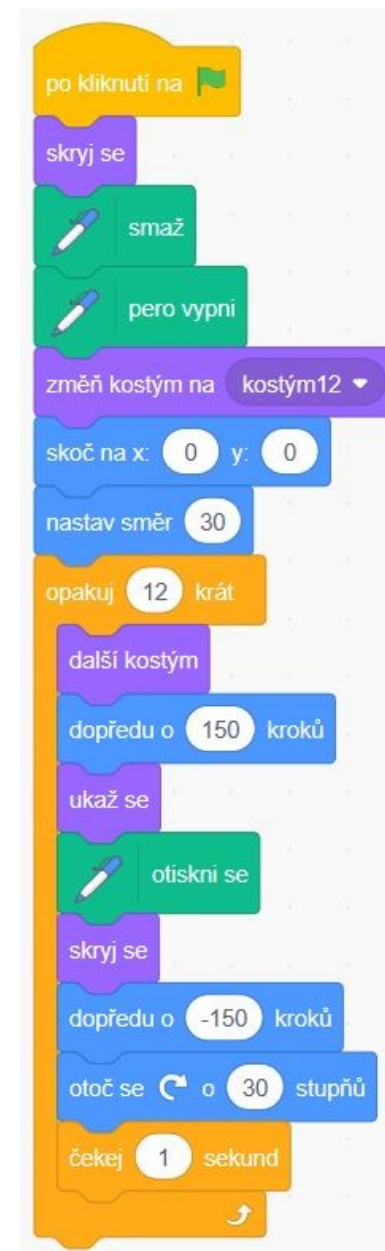 po kliknutí na
skryj se
smaž
pero vypni
změň kostým na kostým12
skoč na x: 0 y: 0
nastav směr 30
opakuj 12 krát
další kostým
dopředu o 150 kroků
ukaž se
otiskni se
skryj se
dopředu o -150 kroků
otoč se o 30 stupňů
čekej 1 sekund